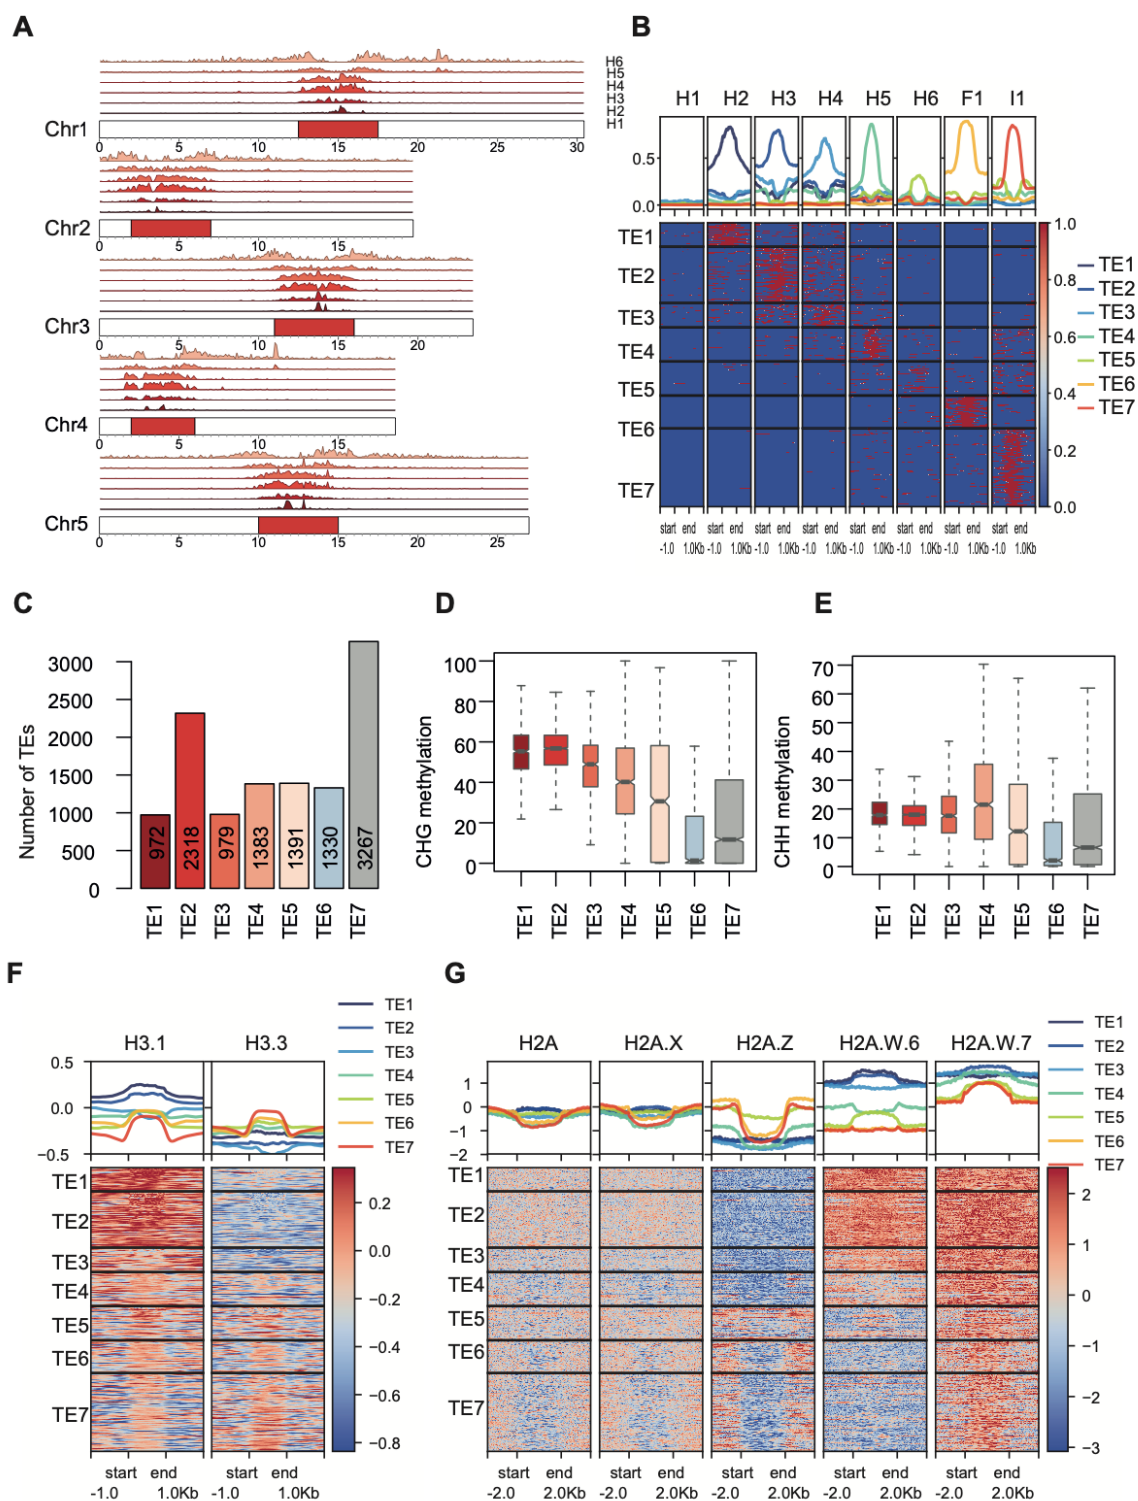 A
H6
H5
H4
H3
H2
H1
Chr1
0 5 10 15 20 25 30
Chr2
0 5 10 15
Chr3
0 5 10 15 20
Chr4
0 5 10 15
Chr5
0 5 10 15 20 25
B
H1 H2 H3 H4 H5 H6 F1 I1
0.5
0.0
TE1
TE2
TE3
TE4
TE5
TE6
TE7
1.0
0.8
0.6
0.4
0.2
0.0
TE1
TE2
TE3
TE4
TE5
TE6
TE7
start end start end start end start end start end start end start end start end
-1.0 1.0Kb -1.0 1.0Kb -1.0 1.0Kb -1.0 1.0Kb -1.0 1.0Kb -1.0 1.0Kb -1.0 1.0Kb -1.0 1.0Kb
C
Number of TEs
3000
2500
2000
1500
1000
500
0
972 2318 979 1383 1391 1330 3267
TE1 TE2 TE3 TE4 TE5 TE6 TE7
D
CHG methylation
100
80
60
40
20
0
TE1 TE2 TE3 TE4 TE5 TE6 TE7
E
CHH methylation
70
60
50
40
30
20
10
0
TE1 TE2 TE3 TE4 TE5 TE6 TE7
F
TE1
TE2
TE3
TE4
TE5
TE6
TE7
H3.1 H3.3
0.5
0.0
−0.5
TE1
TE2
TE3
TE4
TE5
TE6
TE7
0.2
0.0
−0.2
−0.4
−0.6
−0.8
start end start end
-1.0 1.0Kb -1.0 1.0Kb
G
TE1
TE2
TE3
TE4
TE5
TE6
TE7
H2A H2A.X H2A.Z H2A.W.6 H2A.W.7
1
0
−1
−2
TE1
TE2
TE3
TE4
TE5
TE6
TE7
2
1
0
−1
−2
−3
start end start end start end start end start end
-2.0 2.0Kb -2.0 2.0Kb -2.0 2.0Kb -2.0 2.0Kb -2.0 2.0Kb